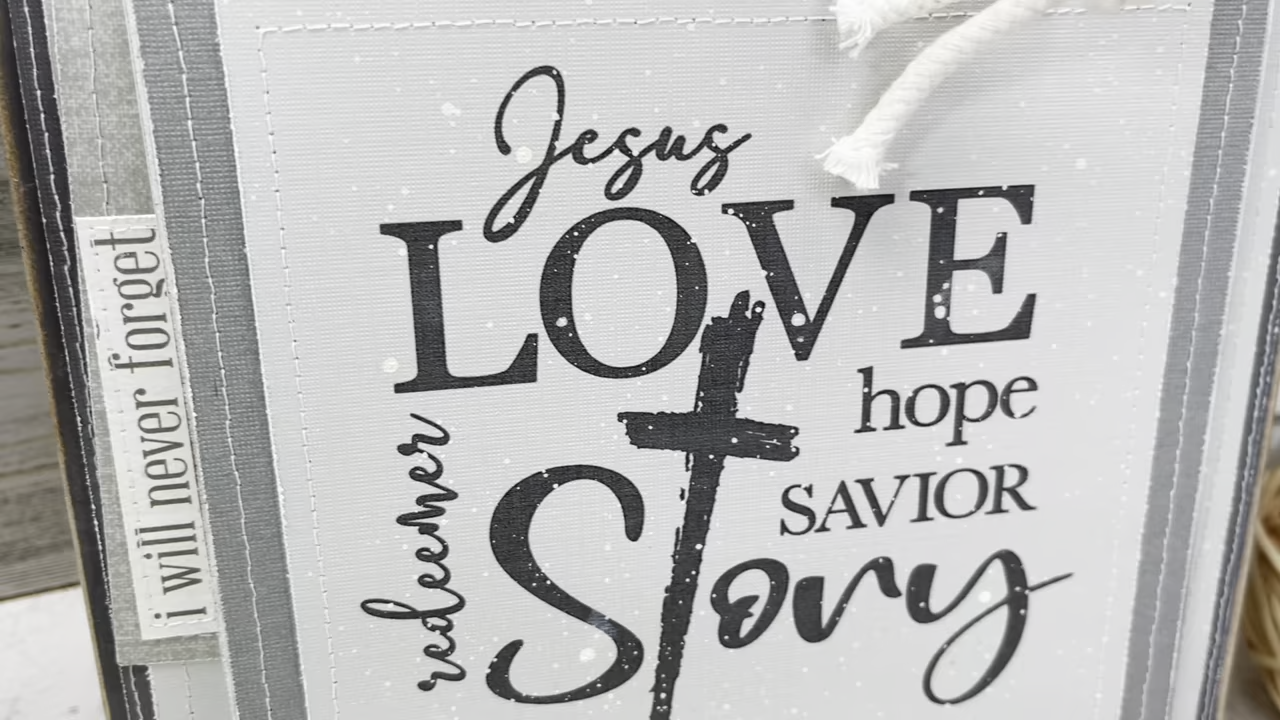 i will never forget
Jesus
LOVE
hope
redeemer
SAVIOR
Story